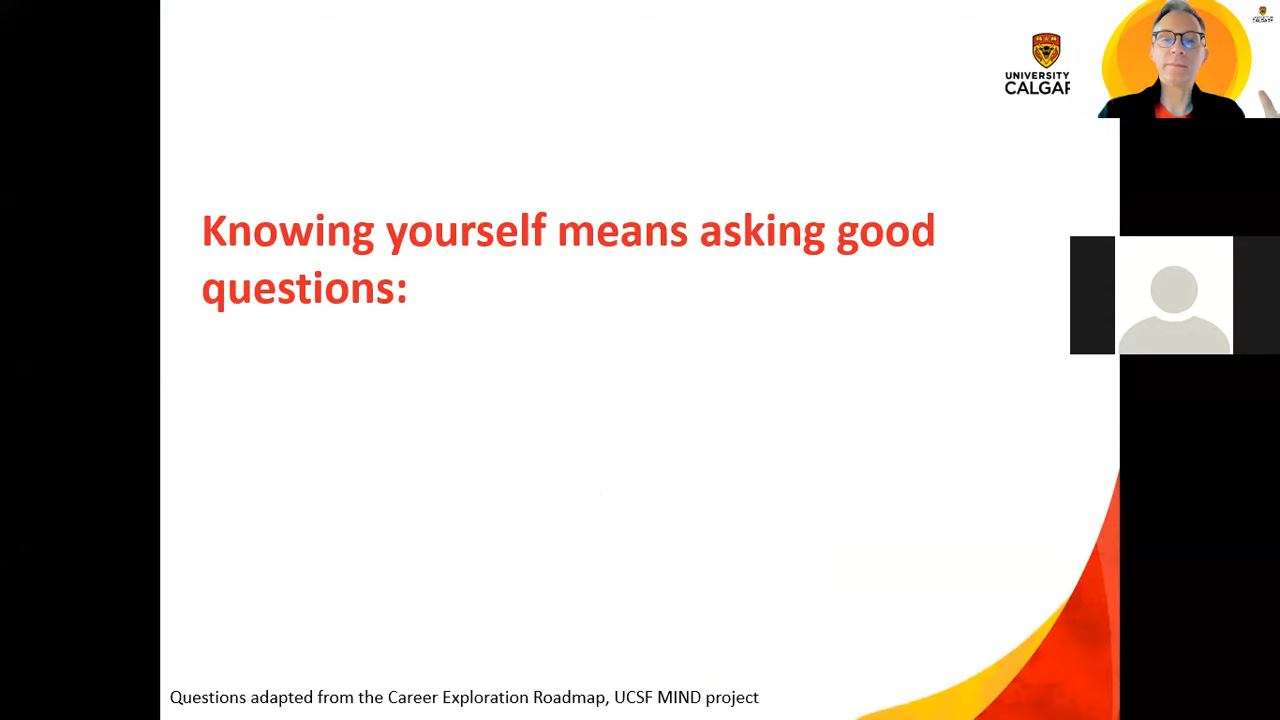 UNIVERSITY
CALGAR
Knowing yourself means asking good
questions:
Questions adapted from the Career Exploration Roadmap, UCSF MIND project